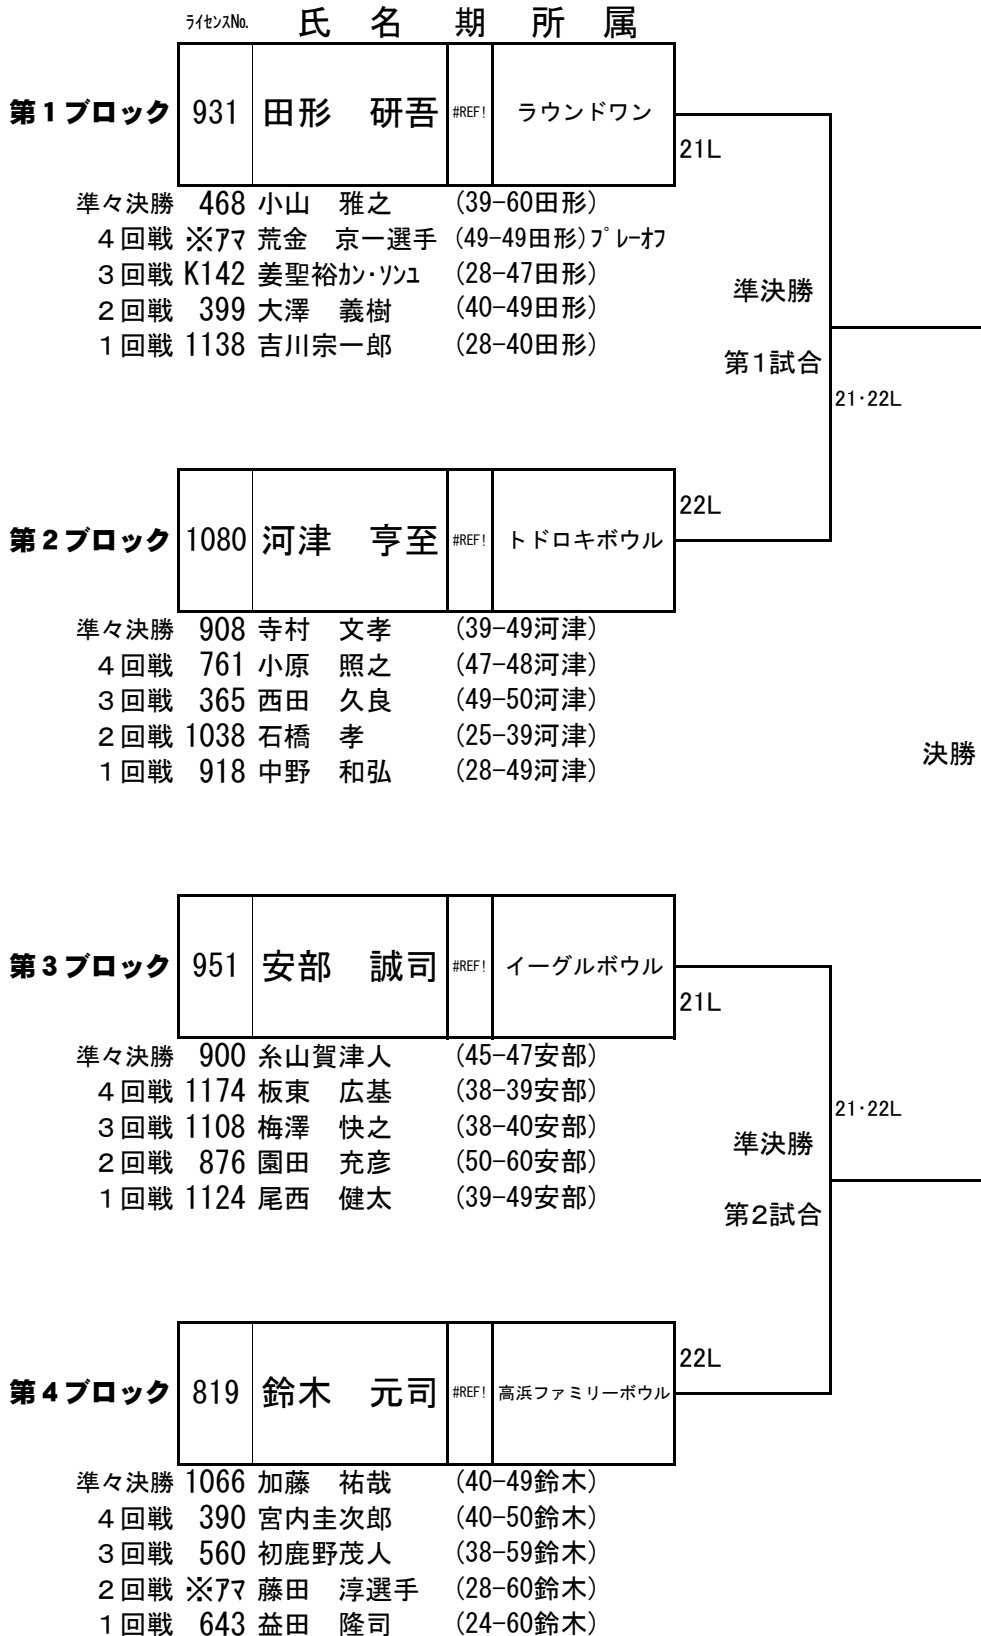 ﾗｲｾﾝｽNo. 氏　名 期 所　属
第１ブロック 931 田形　研吾 #REF! ラウンドワン
21L
準々決勝 468 小山　雅之 (39-60田形)
４回戦 ※ｱﾏ 荒金　京一選手 (49-49田形)ﾌﾟﾚｰｵﾌ
３回戦 K142 姜聖裕ｶﾝ･ｿﾝﾕ (28-47田形)
準決勝
２回戦 399 大澤　義樹 (40-49田形)
１回戦 1138 吉川宗一郎 (28-40田形)
第１試合
21･22L
22L
第２ブロック 1080 河津　亨至 #REF! トドロキボウル
準々決勝 908 寺村　文孝 (39-49河津)
４回戦 761 小原　照之 (47-48河津)
３回戦 365 西田　久良 (49-50河津)
２回戦 1038 石橋　孝 (25-39河津)
決勝
１回戦 918 中野　和弘 (28-49河津)
第３ブロック 951 安部　誠司 #REF! イーグルボウル
21L
準々決勝 900 糸山賀津人 (45-47安部)
４回戦 1174 板東　広基 (38-39安部)
21･22L
３回戦 1108 梅澤　快之 (38-40安部)
準決勝
２回戦 876 園田　充彦 (50-60安部)
１回戦 1124 尾西　健太 (39-49安部)
第２試合
22L
第４ブロック 819 鈴木　元司 #REF! 高浜ファミリーボウル
準々決勝 1066 加藤　祐哉 (40-49鈴木)
４回戦 390 宮内圭次郎 (40-50鈴木)
３回戦 560 初鹿野茂人 (38-59鈴木)
２回戦 ※ｱﾏ 藤田　淳選手 (28-60鈴木)
１回戦 643 益田　隆司 (24-60鈴木)